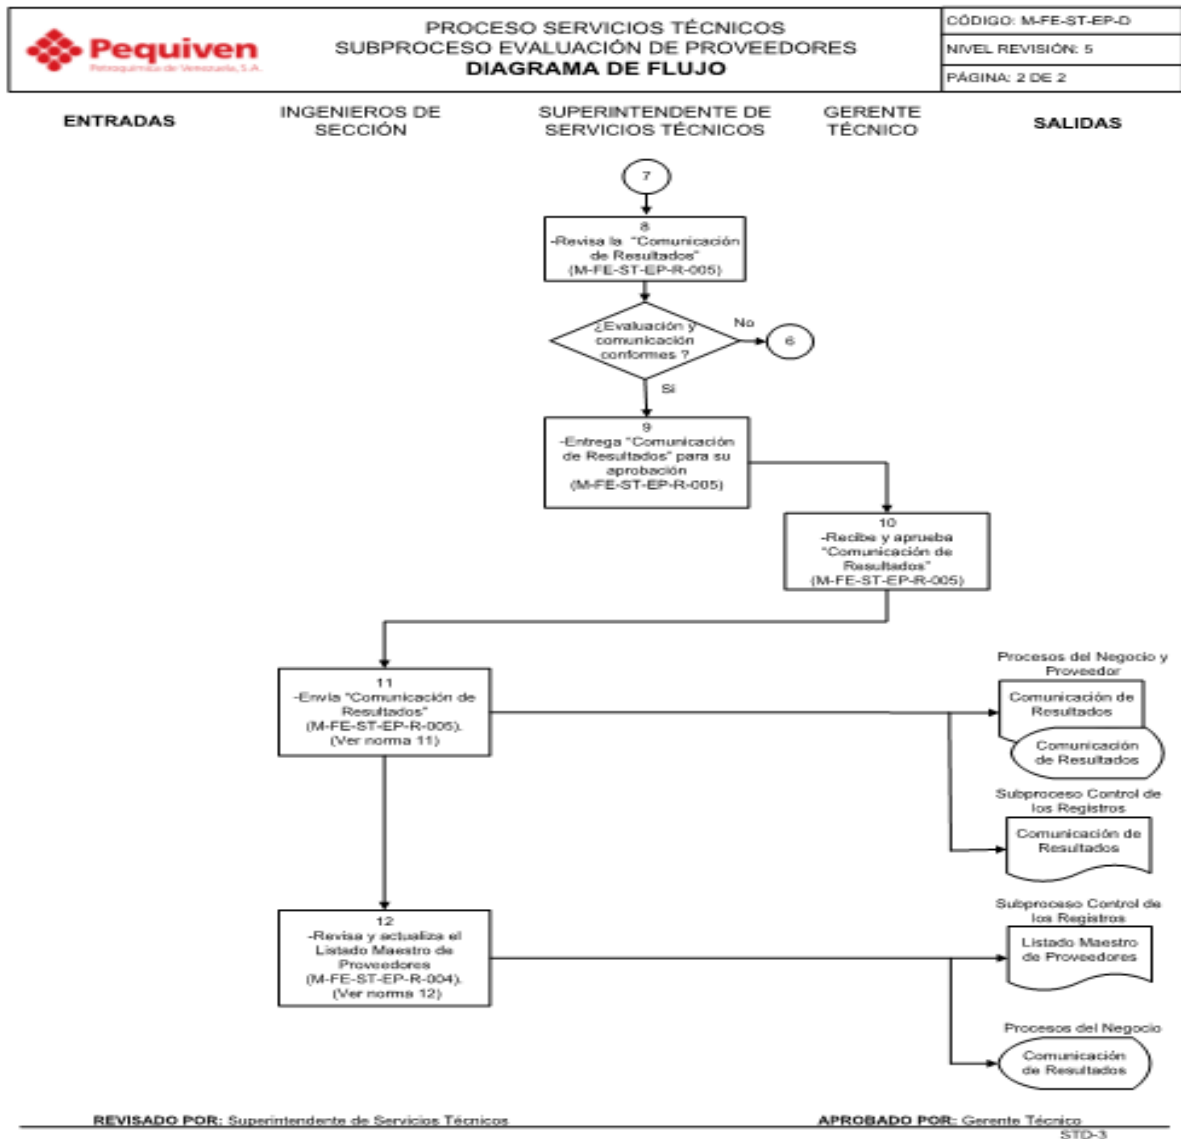 Pequiven
Petroquímica de Venezuela, S.A.
PROCESO SERVICIOS TÉCNICOS
SUBPROCESO EVALUACIÓN DE PROVEEDORES
DIAGRAMA DE FLUJO
CÓDIGO: M-FE-ST-EP-D
NIVEL REVISIÓN: 5
PÁGINA: 2 DE 2
ENTRADAS
INGENIEROS DE
SECCIÓN
SUPERINTENDENTE DE
SERVICIOS TÉCNICOS
GERENTE
TÉCNICO
SALIDAS
7
8
-Revisa la "Comunicación
de Resultados"
(M-FE-ST-EP-R-005)
¿Evaluación y
comunicación
conformes ?
No
6
Si
9
-Entrega "Comunicación
de Resultados" para su
aprobación
(M-FE-ST-EP-R-005)
10
-Recibe y aprueba
"Comunicación de
Resultados"
(M-FE-ST-EP-R-005)
11
-Envía "Comunicación de
Resultados"
(M-FE-ST-EP-R-005).
(Ver norma 11)
Procesos del Negocio y
Proveedor
Comunicación de
Resultados
Comunicación
de Resultados
Subproceso Control de
los Registros
Comunicación de
Resultados
12
-Revisa y actualiza el
Listado Maestro de
Proveedores
(M-FE-ST-EP-R-004).
(Ver norma 12)
Subproceso Control de
los Registros
Listado Maestro
de Proveedores
Procesos del Negocio
Comunicación
de Resultados
REVISADO POR: Superintendente de Servicios Técnicos
APROBADO POR: Gerente Técnico
STD-3